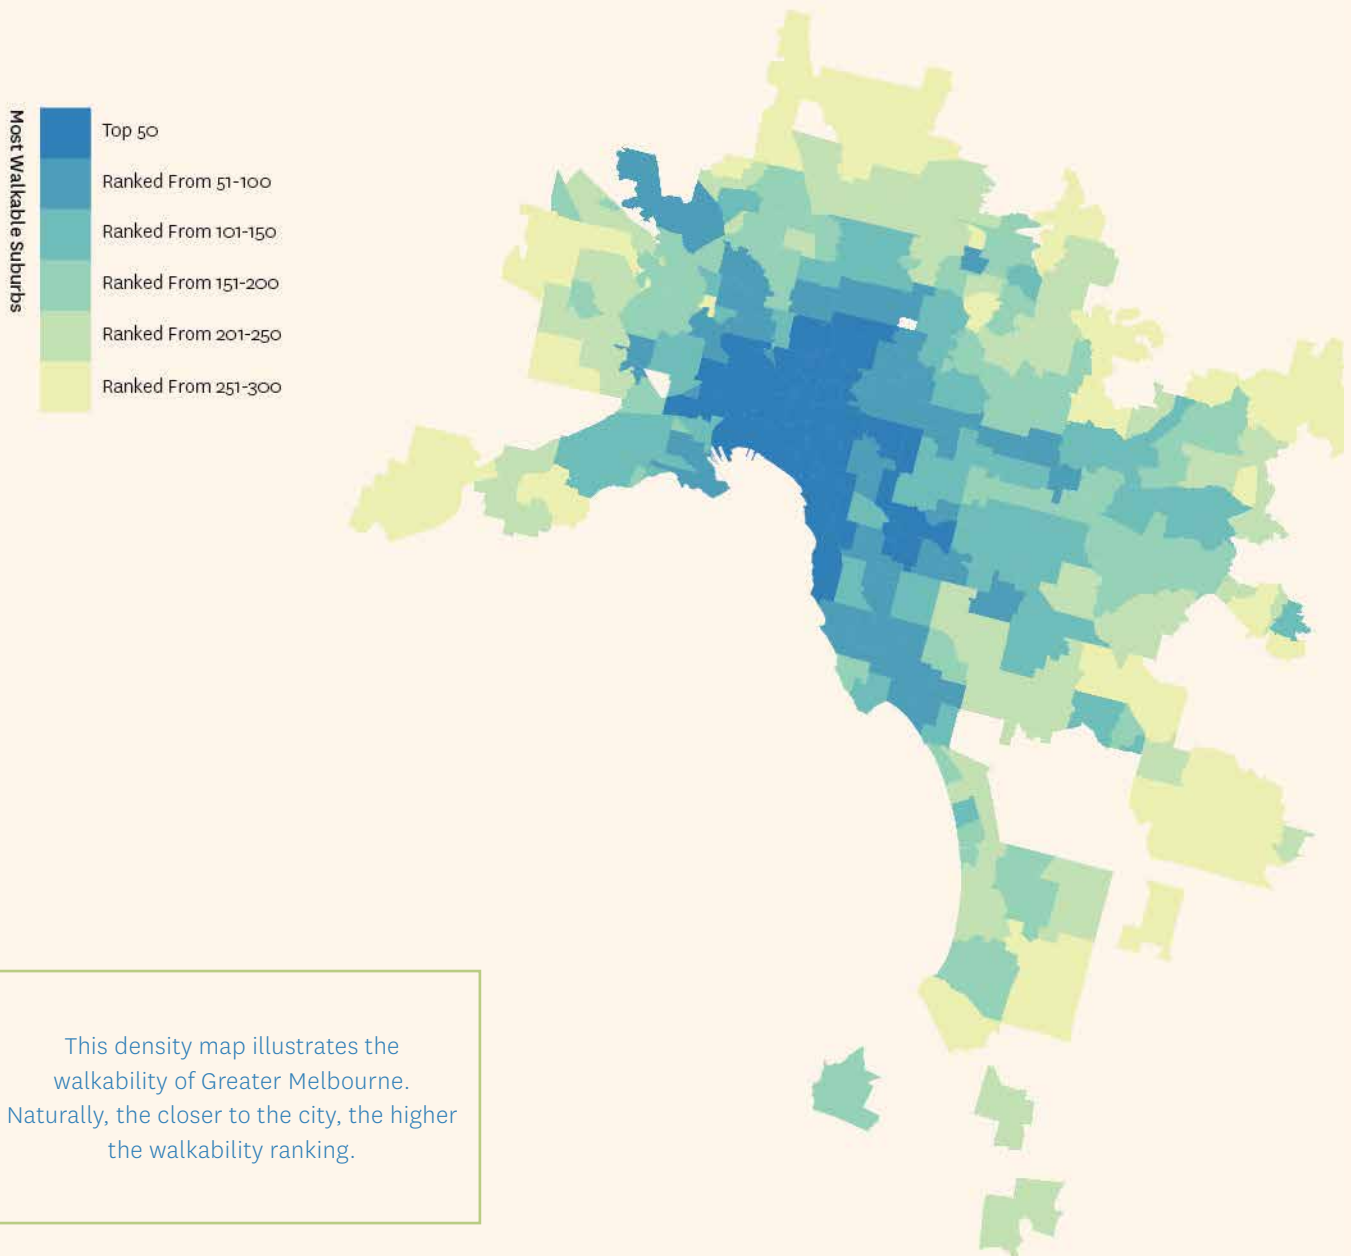 Most Walkable Suburbs
Top 50
Ranked From 51-100
Ranked From 101-150
Ranked From 151-200
Ranked From 201-250
Ranked From 251-300
This density map illustrates the
walkability of Greater Melbourne.
Naturally, the closer to the city, the higher
the walkability ranking.